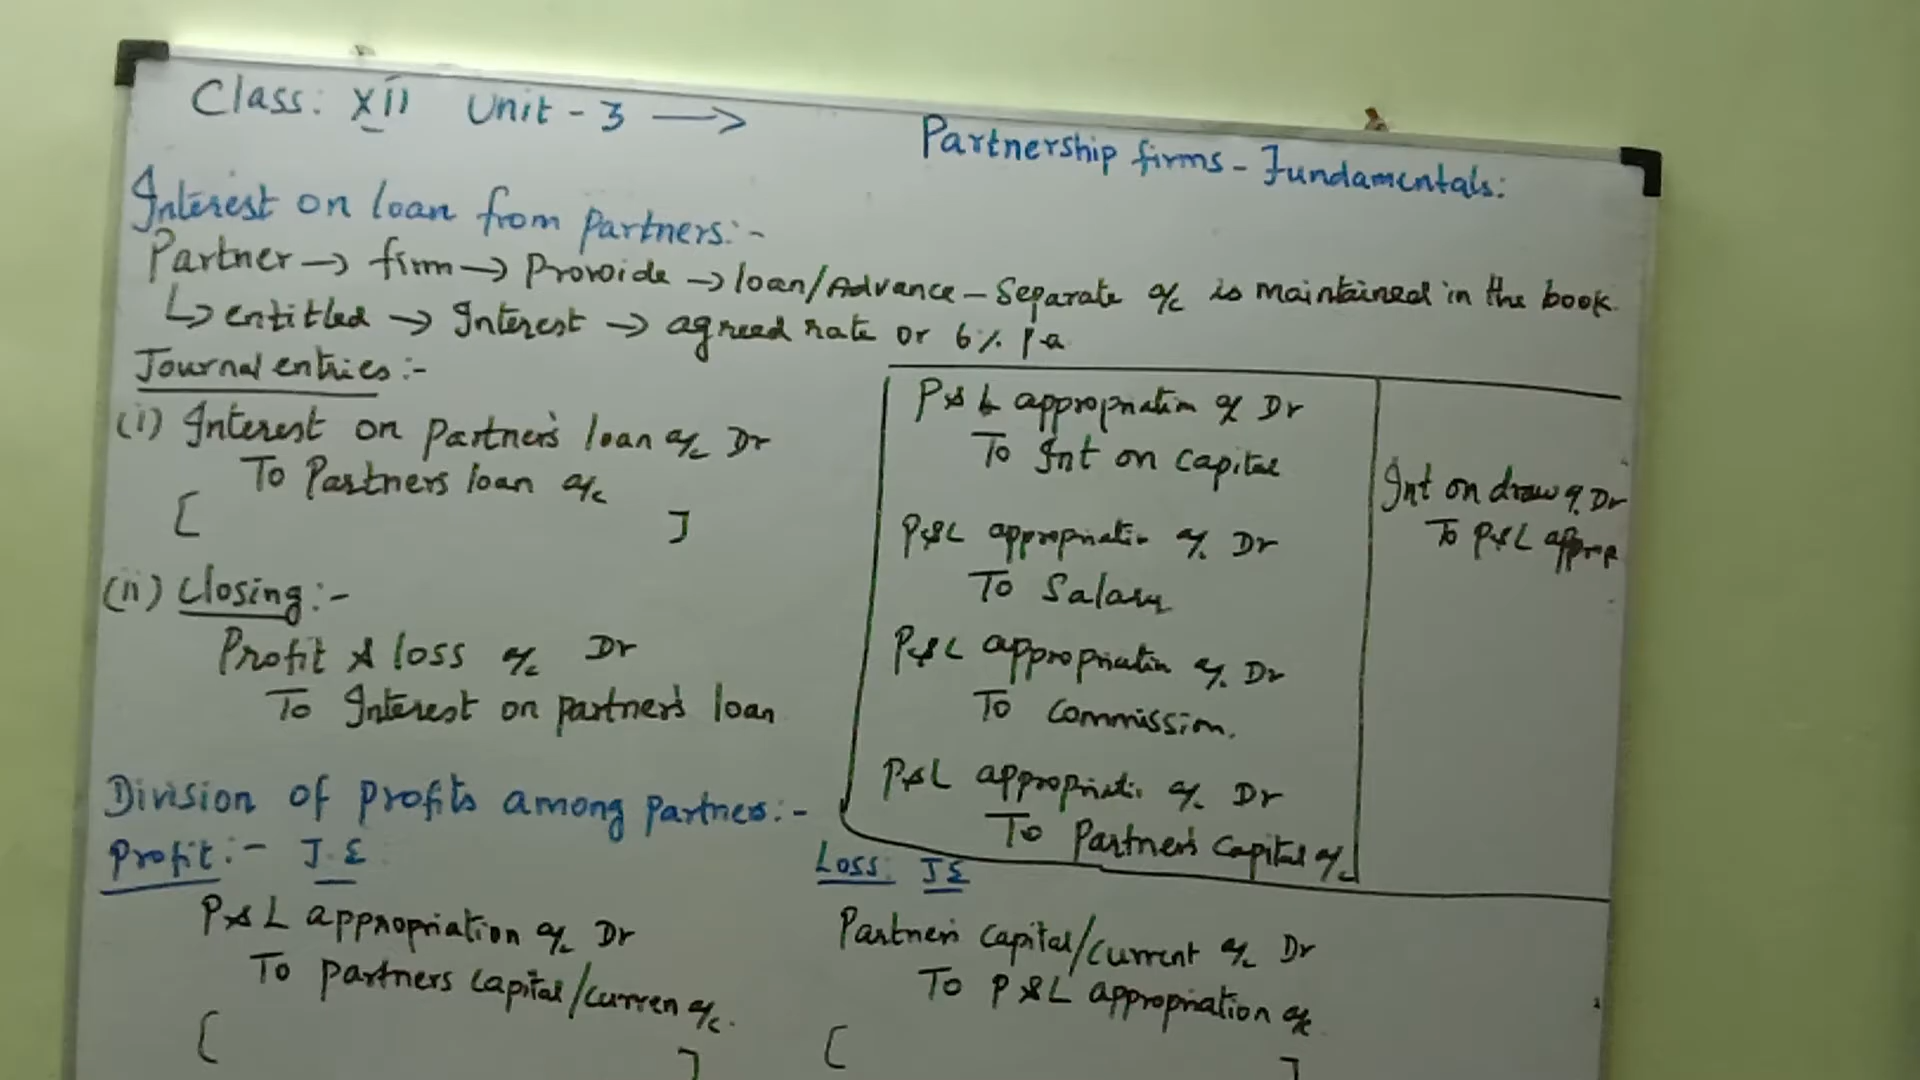 Class: XII Unit - 3 →
Partnership firms - Fundamentals:
Interest on loan from partners:-
Partner → firm → Provoide → loan/Advance - Separate a/c is maintained in the book.
↳ entitled → Interest → agreed rate or 6% p a
Journal entries:-
(i) Interest on partner's loan a/c Dr
To Partners loan a/c
[ ]
(ii) Closing:-
Profit & loss a/c Dr
To Interest on partner's loan
P&L appropriation a/c Dr
To Int on capital
P&L appropriation a/c Dr
To Salary
P&L appropriation a/c Dr
To Commission.
P&L appropriation a/c Dr
To Partner's Capital a/c
Int on draw a/c Dr
To P&L approp
Division of profits among partners:-
Profit:- J.E
P&L appropriation a/c Dr
To partners capital/curren a/c.
[ ]
Loss: JE
Partner's capital/current a/c Dr
To P&L appropriation a/c
[ ]